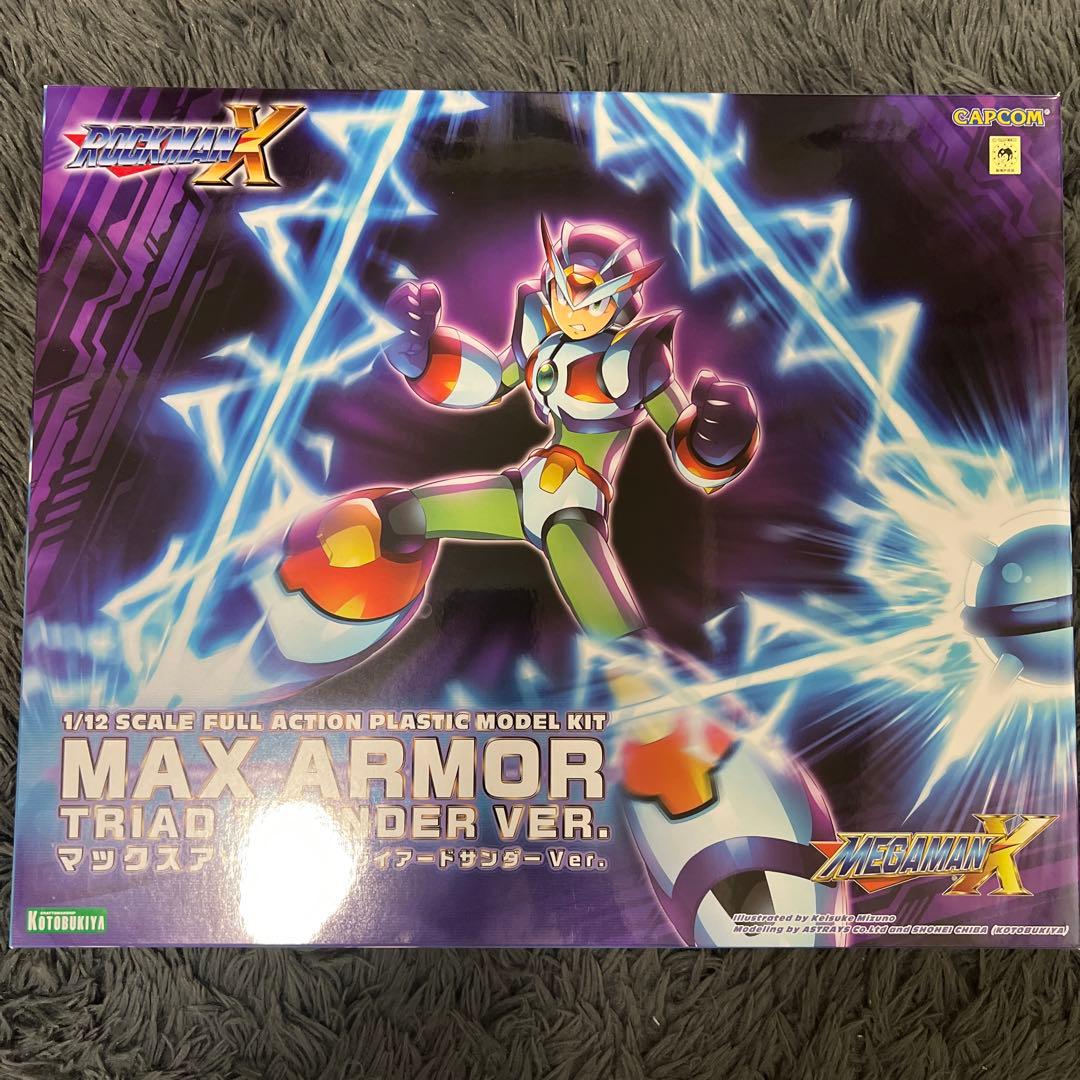 ROCKMAN X
CAPCOM
1/12 SCALE FULL ACTION PLASTIC MODEL KIT
MAX ARMOR
TRIAD VER.
マックスア イアードサンダーVer.
MEGAMAN X
CRAFTSMANSHIP
KOTOBUKIYA
Illustrated by Keisuke Mizuno
Modeling by ASTRAYS Co.Ltd and SHOHEI CHIBA (KOTOBUKIYA)